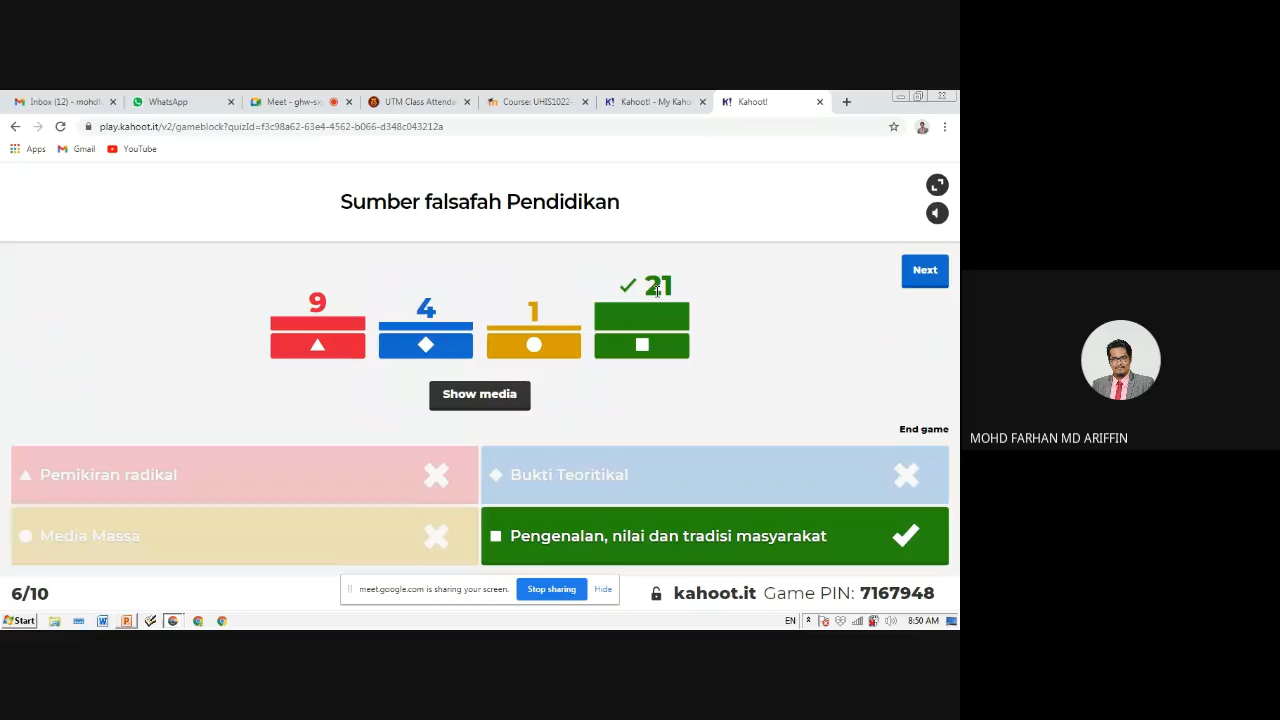 Inbox (12) - mohd!
WhatsApp
Meet - ghw-sx
UTM Class Attenda
Course: UHIS1022-
Kahoot! - My Kaho
Kahoot!
play.kahoot.it/v2/gameblock?quizId=f3c98a62-63e4-4562-b066-d348c043212a
Apps
Gmail
YouTube
Sumber falsafah Pendidikan
Next
9
4
1
21
Show media
End game
Pemikiran radikal
Bukti Teoritikal
Media Massa
Pengenalan, nilai dan tradisi masyarakat
6/10
meet.google.com is sharing your screen.
Stop sharing
Hide
kahoot.it Game PIN: 7167948
Start
EN
8:50 AM
MOHD FARHAN MD ARIFFIN